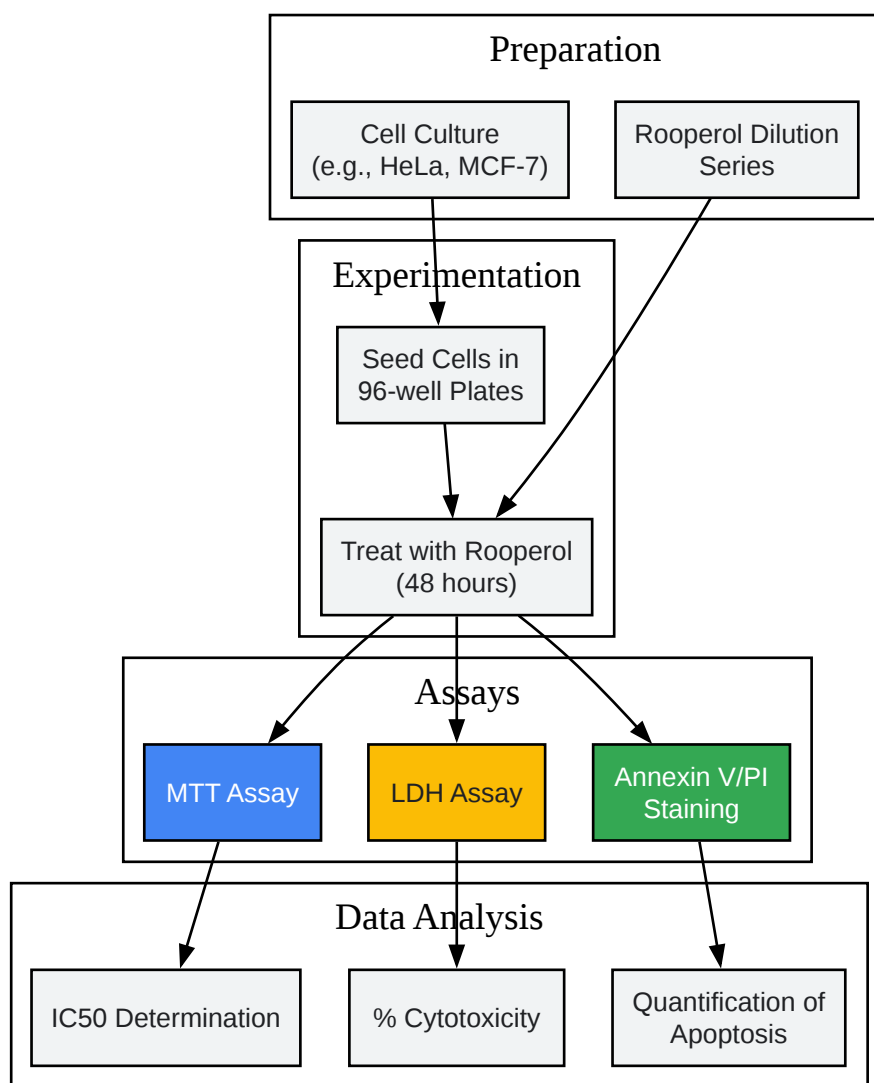 Preparation
Cell Culture
(e.g., HeLa, MCF-7)
Rooperol Dilution
Series
Experimentation
Seed Cells in
96-well Plates
Treat with Rooperol
(48 hours)
Assays
MTT Assay
LDH Assay
Annexin V/PI
Staining
Data Analysis
IC50 Determination
% Cytotoxicity
Quantification of
Apoptosis